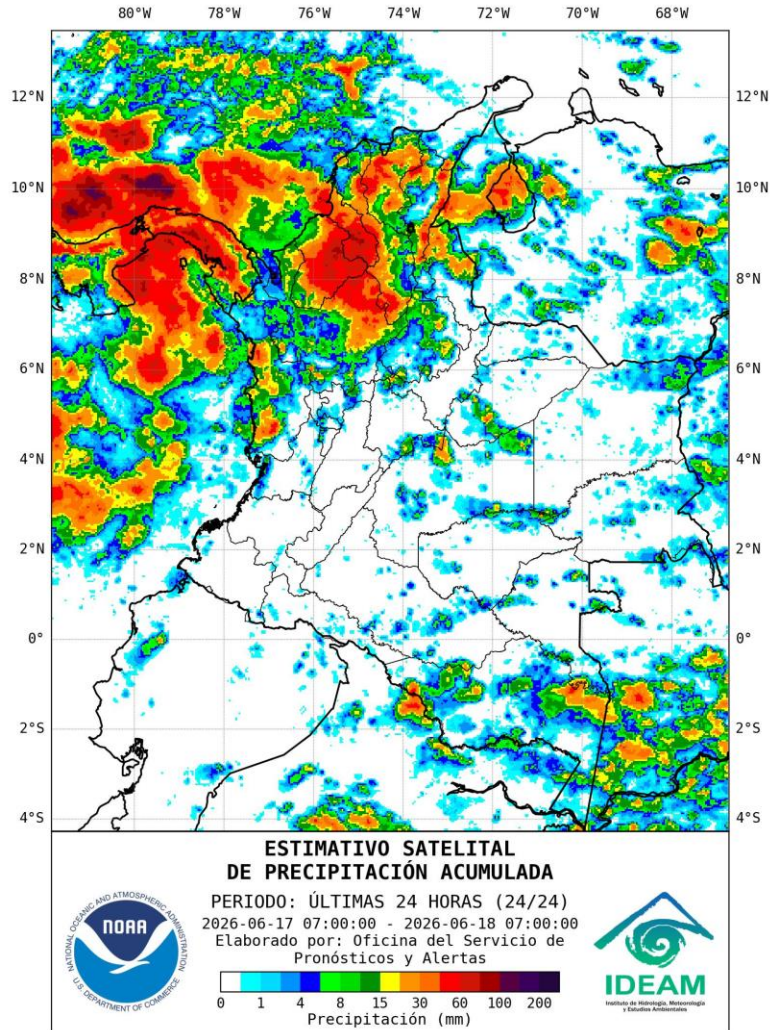 80°W 78°W 76°W 74°W 72°W 70°W 68°W
12°N 12°N
10°N 10°N
8°N 8°N
6°N 6°N
4°N 4°N
2°N 2°N
0° 0°
2°S 2°S
4°S 4°S
ESTIMATIVO SATELITAL
DE PRECIPITACIÓN ACUMULADA
PERIODO: ÚLTIMAS 24 HORAS (24/24)
2026-06-17 07:00:00 - 2026-06-18 07:00:00
Elaborado por: Oficina del Servicio de
Pronósticos y Alertas
0 1 4 8 15 30 60 100 200
Precipitación (mm)
NATIONAL OCEANIC AND ATMOSPHERIC ADMINISTRATION
NOAA
U.S. DEPARTMENT OF COMMERCE
IDEAM
Instituto de Hidrología, Meteorología
y Estudios Ambientales